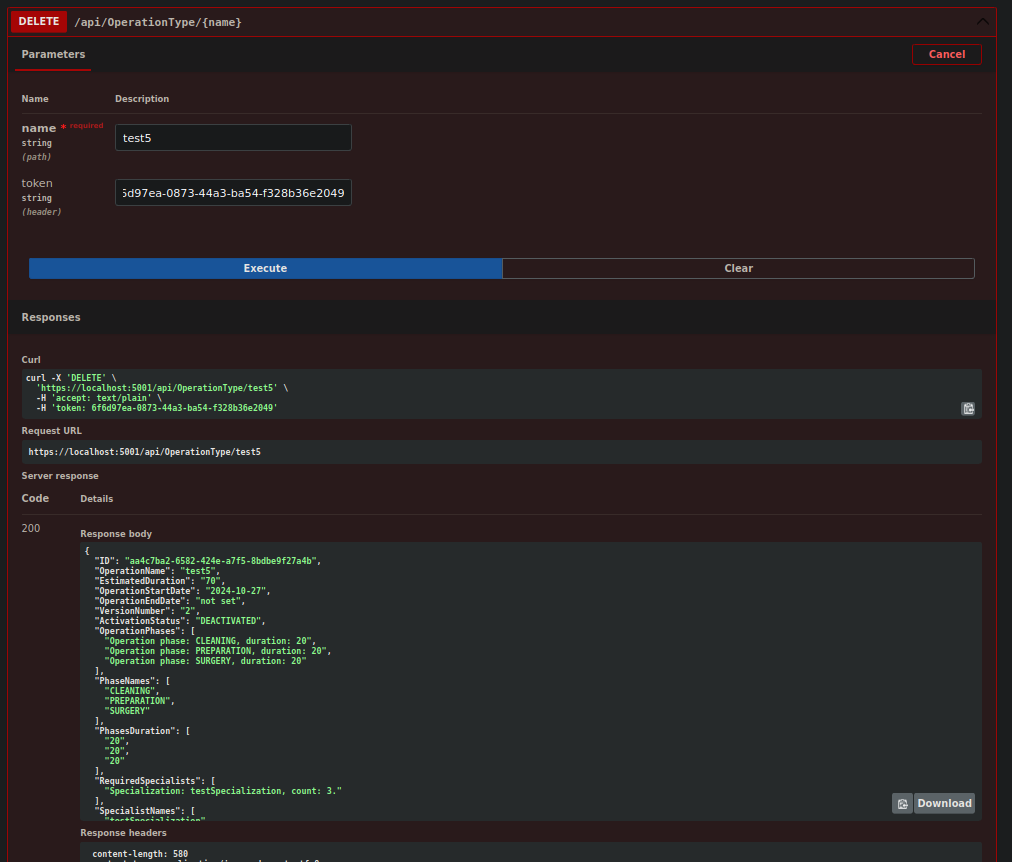 DELETE /api/OperationType/{name}
Parameters
Cancel
Name Description
name * required
string
(path)
test5
token
string
(header)
d97ea-0873-44a3-ba54-f328b36e2049
Execute
Clear
Responses
Curl
curl -X 'DELETE' \
'https://localhost:5001/api/OperationType/test5' \
-H 'accept: text/plain' \
-H 'token: 6f6d97ea-0873-44a3-ba54-f328b36e2049'
Request URL
https://localhost:5001/api/OperationType/test5
Server response
Code Details
200
Response body
{
"ID": "aa4c7ba2-6582-424e-a7f5-8bdbe9f27a4b",
"OperationName": "test5",
"EstimatedDuration": "70",
"OperationStartDate": "2024-10-27",
"OperationEndDate": "not set",
"VersionNumber": "2",
"ActivationStatus": "DEACTIVATED",
"OperationPhases": [
"Operation phase: CLEANING, duration: 20",
"Operation phase: PREPARATION, duration: 20",
"Operation phase: SURGERY, duration: 20"
],
"PhaseNames": [
"CLEANING",
"PREPARATION",
"SURGERY"
],
"PhasesDuration": [
"20",
"20",
"20"
],
"RequiredSpecialists": [
"Specialization: testSpecialization, count: 3."
],
"SpecialistNames": [
"testSpecialization"
Download
Response headers
content-length: 580